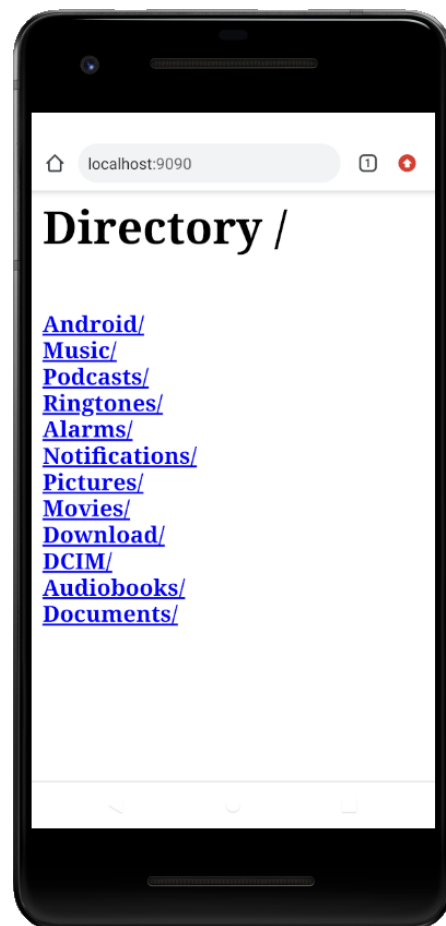 localhost:9090
1
Directory /
Android/
Music/
Podcasts/
Ringtones/
Alarms/
Notifications/
Pictures/
Movies/
Download/
DCIM/
Audiobooks/
Documents/